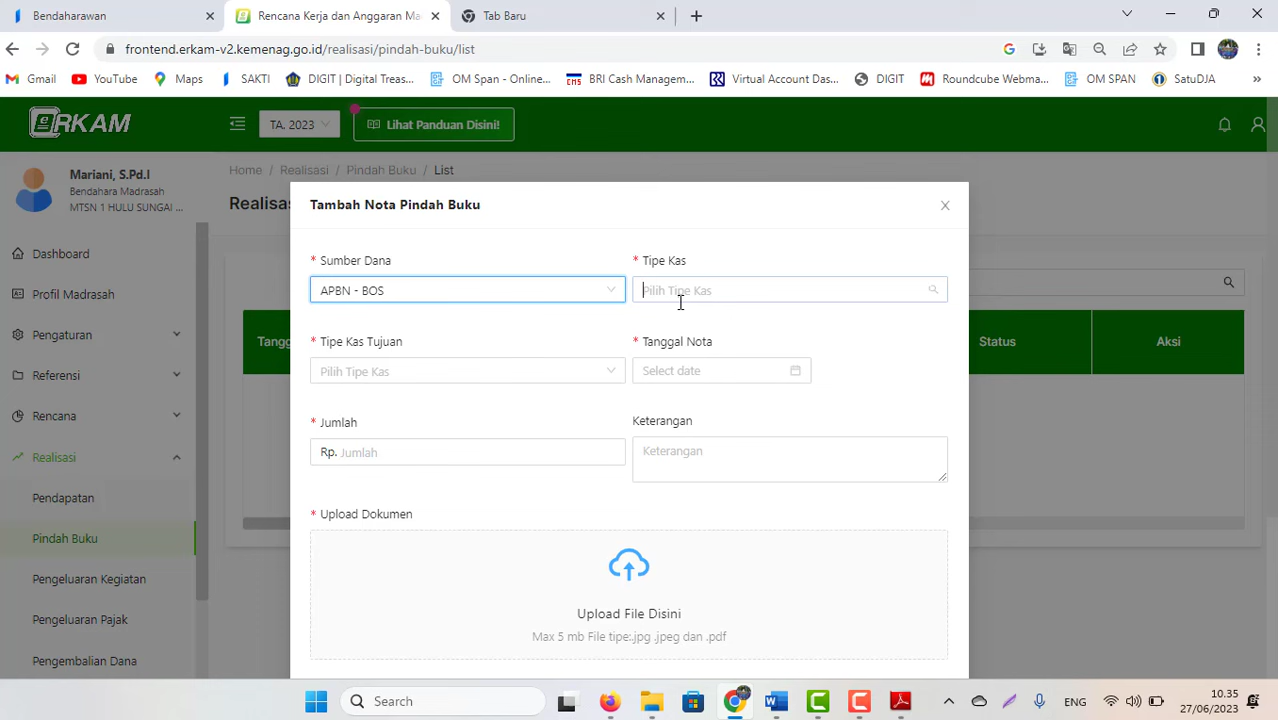 Bendaharawan
Rencana Kerja dan Anggaran Ma
Tab Baru
frontend.erkam-v2.kemenag.go.id/realisasi/pindah-buku/list
Gmail YouTube Maps SAKTI DIGIT | Digital Treas... OM Span - Online... CMS BRI Cash Managem... Virtual Account Das... DIGIT Roundcube Webma... OM SPAN SatuDJA »
eRKAM TA. 2023 Lihat Panduan Disini!
Mariani, S.Pd.I
Bendahara Madrasah
MTSN 1 HULU SUNGAI ...
Dashboard
Profil Madrasah
Pengaturan
Referensi
Rencana
Realisasi
Pendapatan
Pindah Buku
Pengeluaran Kegiatan
Pengeluaran Pajak
Pengembalian Dana
Home / Realisasi / Pindah Buku / List
Realisas
Tangg
Status
Aksi
Tambah Nota Pindah Buku
* Sumber Dana
* Tipe Kas
APBN - BOS
Pilih Tipe Kas
* Tipe Kas Tujuan
* Tanggal Nota
Pilih Tipe Kas
Select date
* Jumlah
Keterangan
Rp. Jumlah
Keterangan
* Upload Dokumen
Upload File Disini
Max 5 mb File tipe:.jpg .jpeg dan .pdf
Search
ENG
10.35
27/06/2023